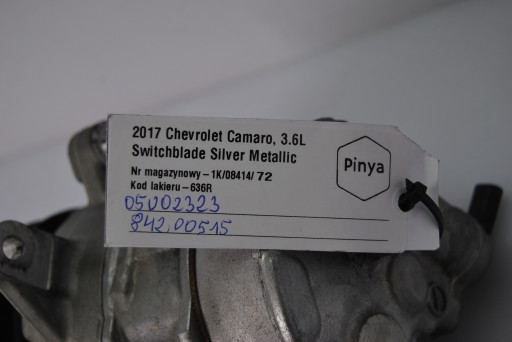 2017 Chevrolet Camaro, 3.6L
Switchblade Silver Metallic
Nr magazynowy – 1K/08414/ 72
Kod lakieru – 636R
Pinya
05U02323
842.00515